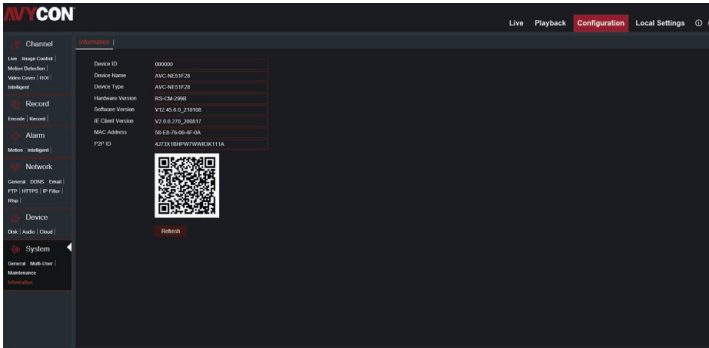 AVYCON
Live Playback Configuration Local Settings
Channel
Live Image Control |
Motion Detection |
Video Cover | ROI |
Intelligent
Record
Encode | Record |
Alarm
Motion | Intelligent |
Network
General DDNS Email |
FTP | HTTPS | IP Filter |
Rtsp |
Device
Disk | Audio | Cloud |
System
General Multi-User |
Maintenance
Information
Information |
Device ID 000000
Device Name AVC-NE51F28
Device Type AVC-NE51F28
Hardware Version RS-CM-299B
Software Version
IE Client Version
MAC Address
P2P ID
Refresh